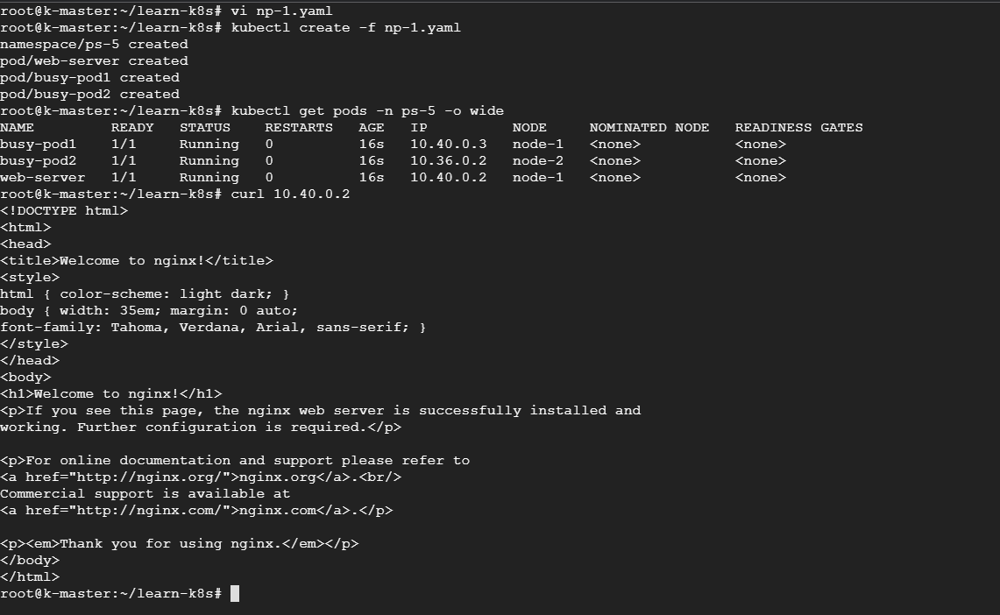 root@k-master:~/learn-k8s# vi np-1.yaml
root@k-master:~/learn-k8s# kubectl create -f np-1.yaml
namespace/ps-5 created
pod/web-server created
pod/busy-pod1 created
pod/busy-pod2 created
root@k-master:~/learn-k8s# kubectl get pods -n ps-5 -o wide
NAME         READY   STATUS    RESTARTS   AGE   IP          NODE     NOMINATED NODE   READINESS GATES
busy-pod1    1/1     Running   0          16s   10.40.0.3   node-1   <none>           <none>
busy-pod2    1/1     Running   0          16s   10.36.0.2   node-2   <none>           <none>
web-server   1/1     Running   0          16s   10.40.0.2   node-1   <none>           <none>
root@k-master:~/learn-k8s# curl 10.40.0.2
<!DOCTYPE html>
<html>
<head>
<title>Welcome to nginx!</title>
<style>
html { color-scheme: light dark; }
body { width: 35em; margin: 0 auto;
font-family: Tahoma, Verdana, Arial, sans-serif; }
</style>
</head>
<body>
<h1>Welcome to nginx!</h1>
<p>If you see this page, the nginx web server is successfully installed and
working. Further configuration is required.</p>

<p>For online documentation and support please refer to
<a href="http://nginx.org/">nginx.org</a>.<br/>
Commercial support is available at
<a href="http://nginx.com/">nginx.com</a>.</p>

<p><em>Thank you for using nginx.</em></p>
</body>
</html>
root@k-master:~/learn-k8s#